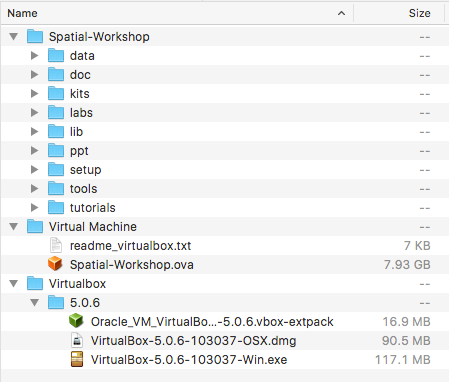 Name Size
Spatial-Workshop --
data --
doc --
kits --
labs --
lib --
ppt --
setup --
tools --
tutorials --
Virtual Machine --
readme_virtualbox.txt 7 KB
Spatial-Workshop.ova 7.93 GB
Virtualbox --
5.0.6 --
Oracle_VM_VirtualBo...-5.0.6.vbox-extpack 16.9 MB
VirtualBox-5.0.6-103037-OSX.dmg 90.5 MB
VirtualBox-5.0.6-103037-Win.exe 117.1 MB